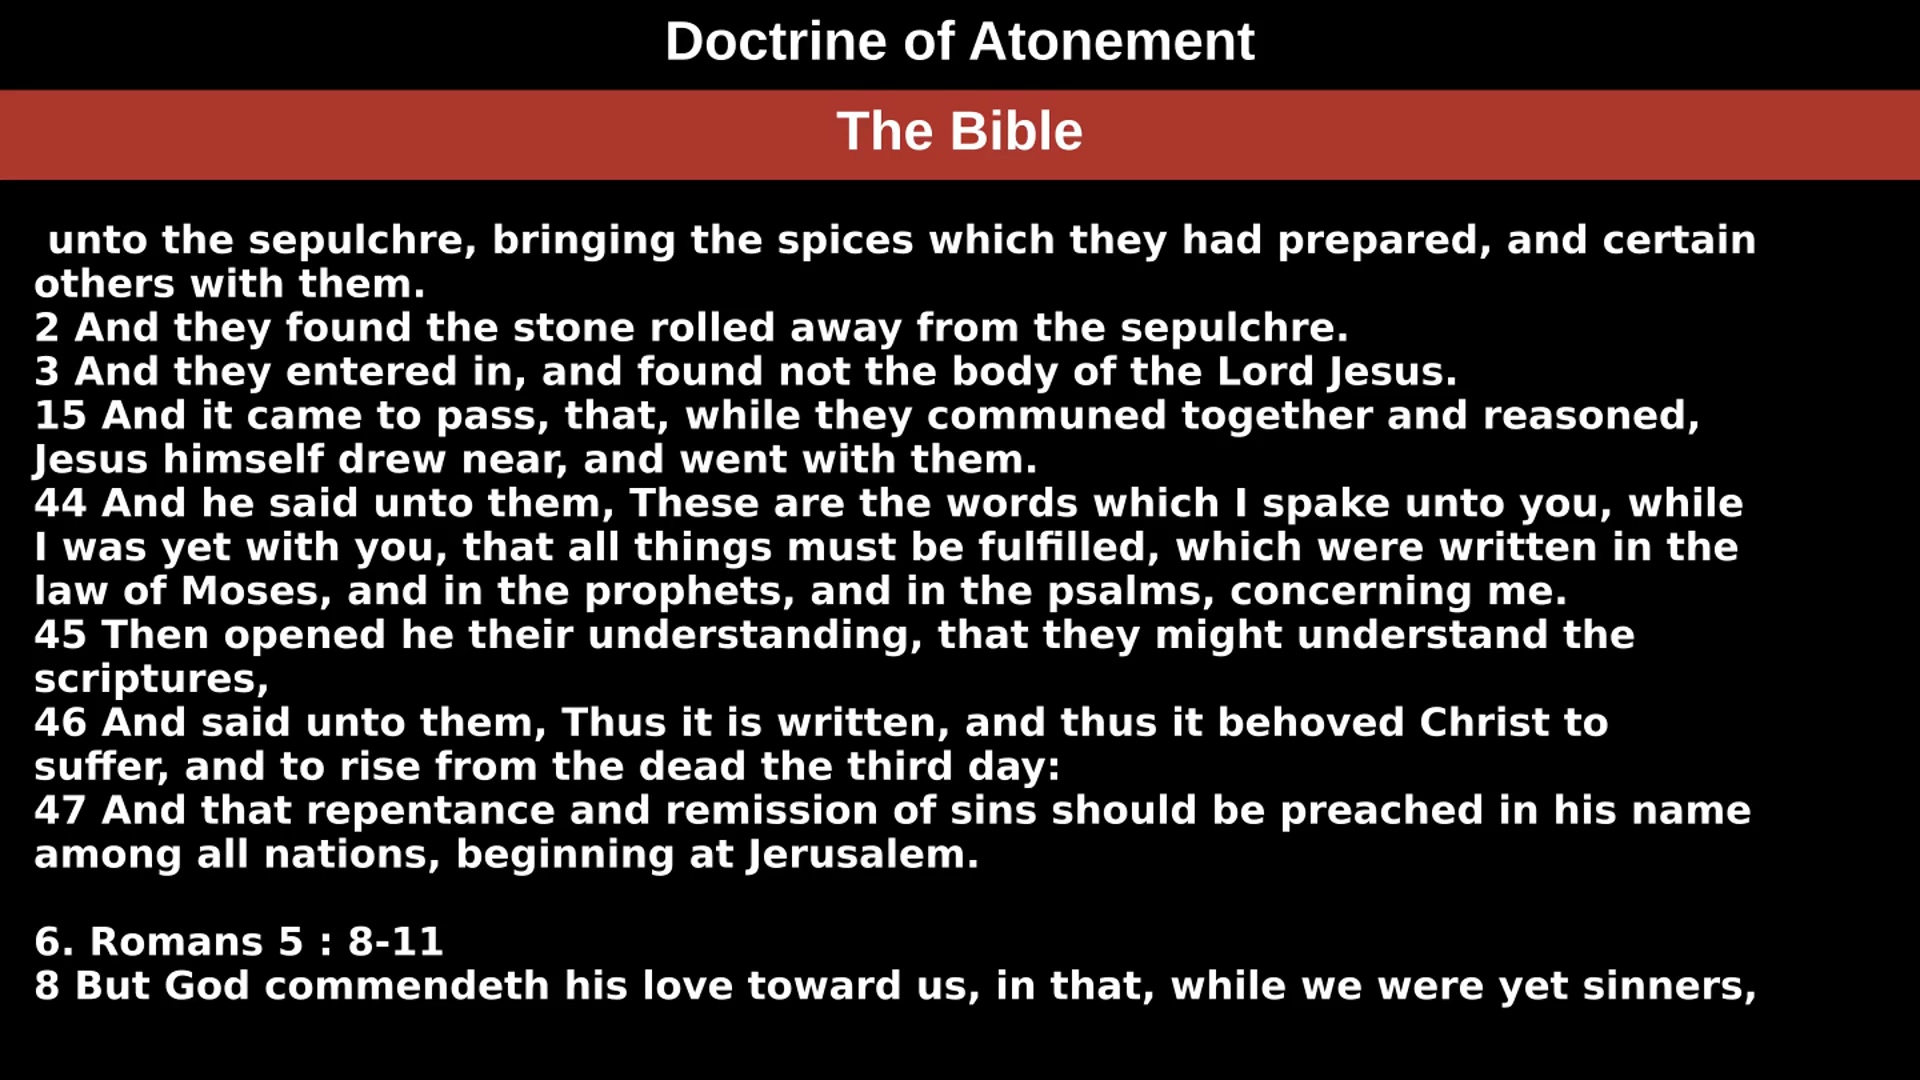 Doctrine of Atonement
The Bible
unto the sepulchre, bringing the spices which they had prepared, and certain
others with them.
2 And they found the stone rolled away from the sepulchre.
3 And they entered in, and found not the body of the Lord Jesus.
15 And it came to pass, that, while they communed together and reasoned,
Jesus himself drew near, and went with them.
44 And he said unto them, These are the words which I spake unto you, while
I was yet with you, that all things must be fulfilled, which were written in the
law of Moses, and in the prophets, and in the psalms, concerning me.
45 Then opened he their understanding, that they might understand the
scriptures,
46 And said unto them, Thus it is written, and thus it behoved Christ to
suffer, and to rise from the dead the third day:
47 And that repentance and remission of sins should be preached in his name
among all nations, beginning at Jerusalem.
6. Romans 5 : 8-11
8 But God commendeth his love toward us, in that, while we were yet sinners,